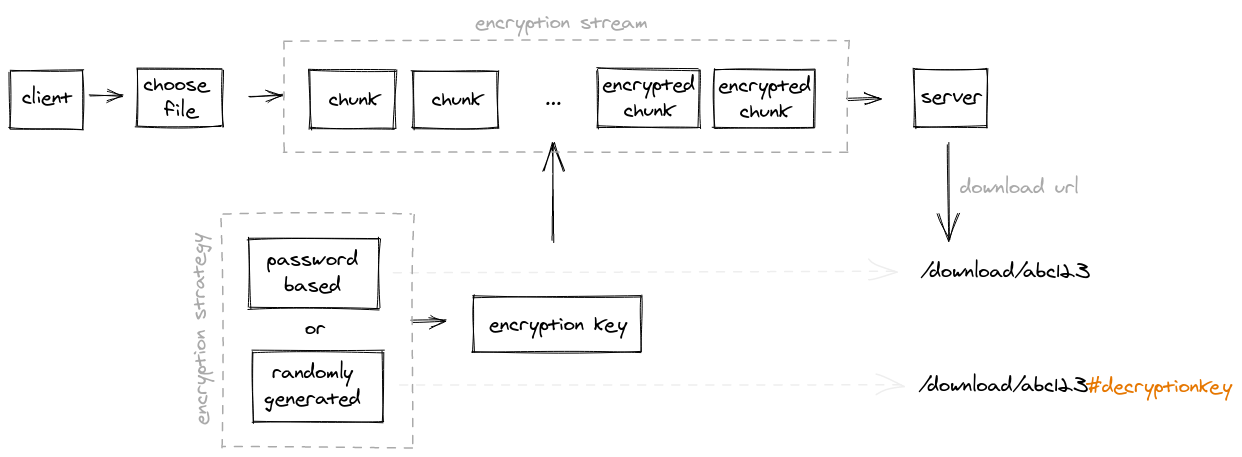 encryption stream
client
choose
file
chunk
chunk
...
encrypted
chunk
encrypted
chunk
server
download url
encryption strategy
password
based
or
randomly
generated
encryption key
/download/abc123
/download/abc123#decryptionkey